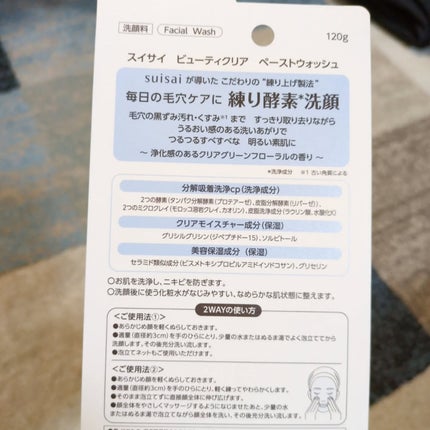 洗顔料 Facial Wash 120g
スイサイ ビューティクリア ペーストウォッシュ
suisai が導いた こだわりの “練り上げ製法”
毎日の毛穴ケアに 練り酵素*洗顔
毛穴の黒ずみ汚れ・くすみ※1 まで すっきり取り去りながら
うるおい感のある洗いあがりで
つるつるすべすべな 明るい素肌に
～ 浄化感のあるクリアグリーンフローラルの香り ～
*洗浄成分 ※1 古い角質による
分解吸着洗浄cp (洗浄成分)
2つの酵素(タンパク分解酵素(プロテアーゼ)、皮脂分解酵素(リパーゼ))、
2つのミクロクレイ(モロッコ溶岩クレイ、カオリン)、皮脂洗浄成分(ラウリン酸、水酸化K)
クリアモイスチャー成分 (保湿)
グリシルグリシン(ジペプチド-15)、ソルビトール
美容保湿成分 (保湿)
セラミド類似成分(ビスメトキシプロピルアミドイソドコサン)、グリセリン
○お肌を洗浄し、ニキビを防ぎます。
○洗顔後に使う化粧水がなじみやすい、なめらかな肌状態に整えます。
2WAYの使い方
＜ご使用法①＞
●あらかじめ顔を軽くぬらしておきます。
●適量(直径約3cm)を手のひらにとり、少量の水またはぬるま湯でよく泡立ててから
洗顔します。その後充分洗い流します。
●泡立てネットもご使用いただけます。
＜ご使用法②＞
●あらかじめ顔を軽くぬらしておきます。
●適量(直径約3cm)を手のひらにとり、軽く練ってやわらかくします。
●そのまま泡立てずに直接顔全体に伸び広げます。
●顔全体をやさしくマッサージするようになじませたあと、少量の水
またはぬるま湯で泡立てながら洗顔し、その後充分洗い流します。